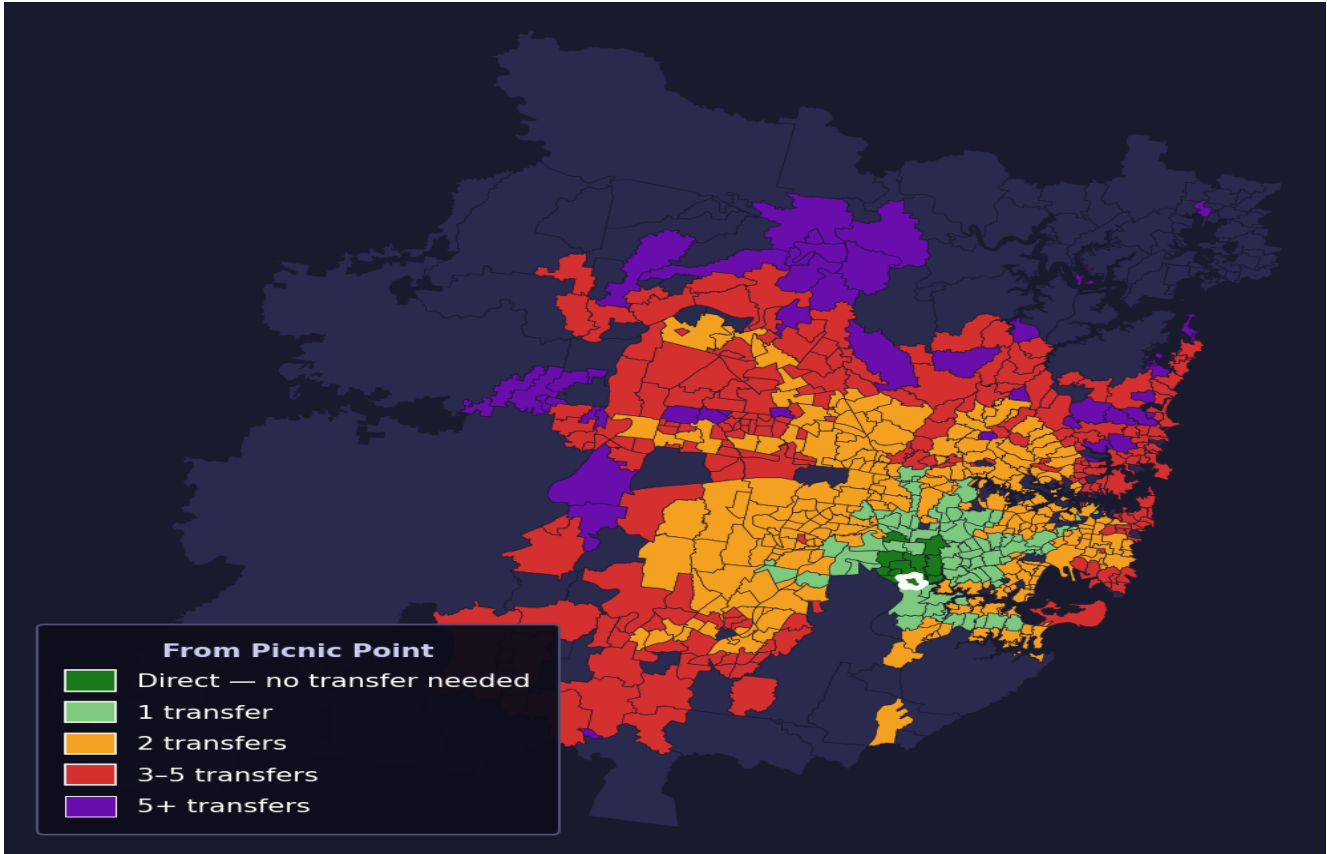 From Picnic Point
Direct — no transfer needed
1 transfer
2 transfers
3–5 transfers
5+ transfers